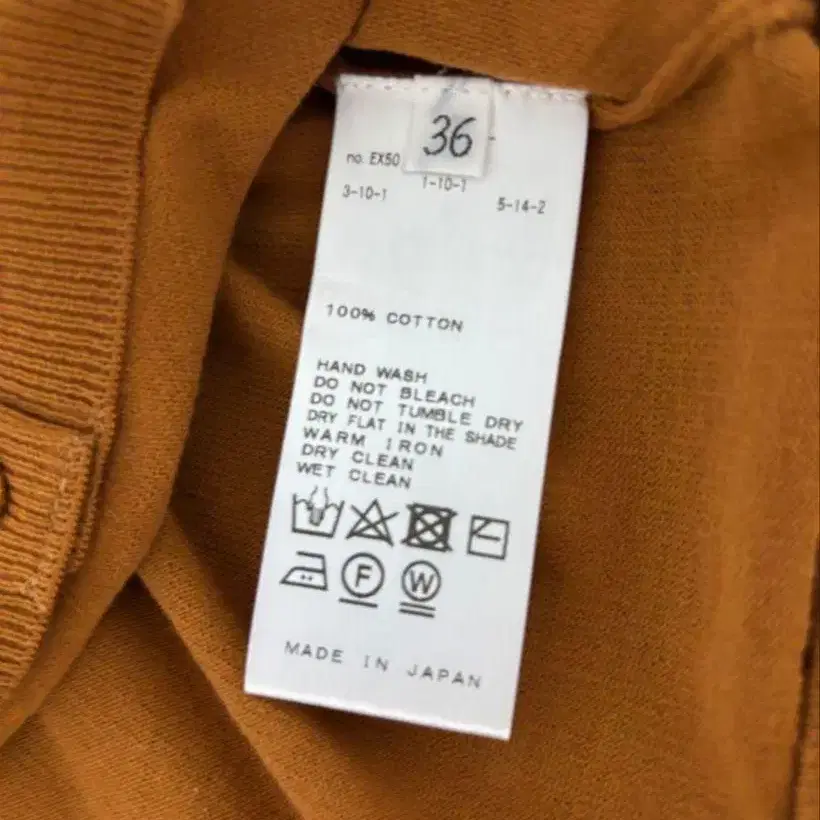 36
no. EX50
1-10-1
3-10-1
5-14-2
100% COTTON
HAND WASH
DO NOT BLEACH
DO NOT TUMBLE DRY
DRY FLAT IN THE SHADE
WARM IRON
DRY CLEAN
WET CLEAN
F W
MADE IN JAPAN